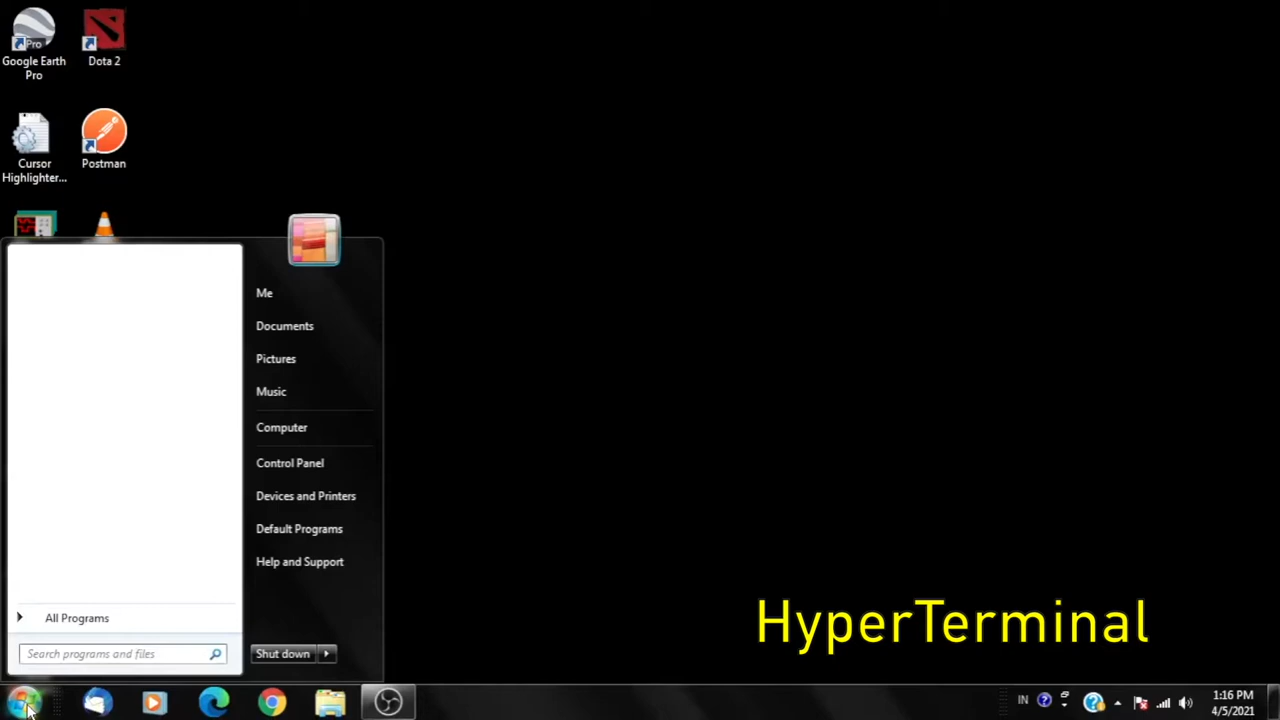 Pro
Google Earth
Pro
Dota 2
Cursor
Highlighter...
Postman
Me
Documents
Pictures
Music
Computer
Control Panel
Devices and Printers
Default Programs
Help and Support
All Programs
Search programs and files
Shut down
HyperTerminal
IN
1:16 PM
4/5/2021